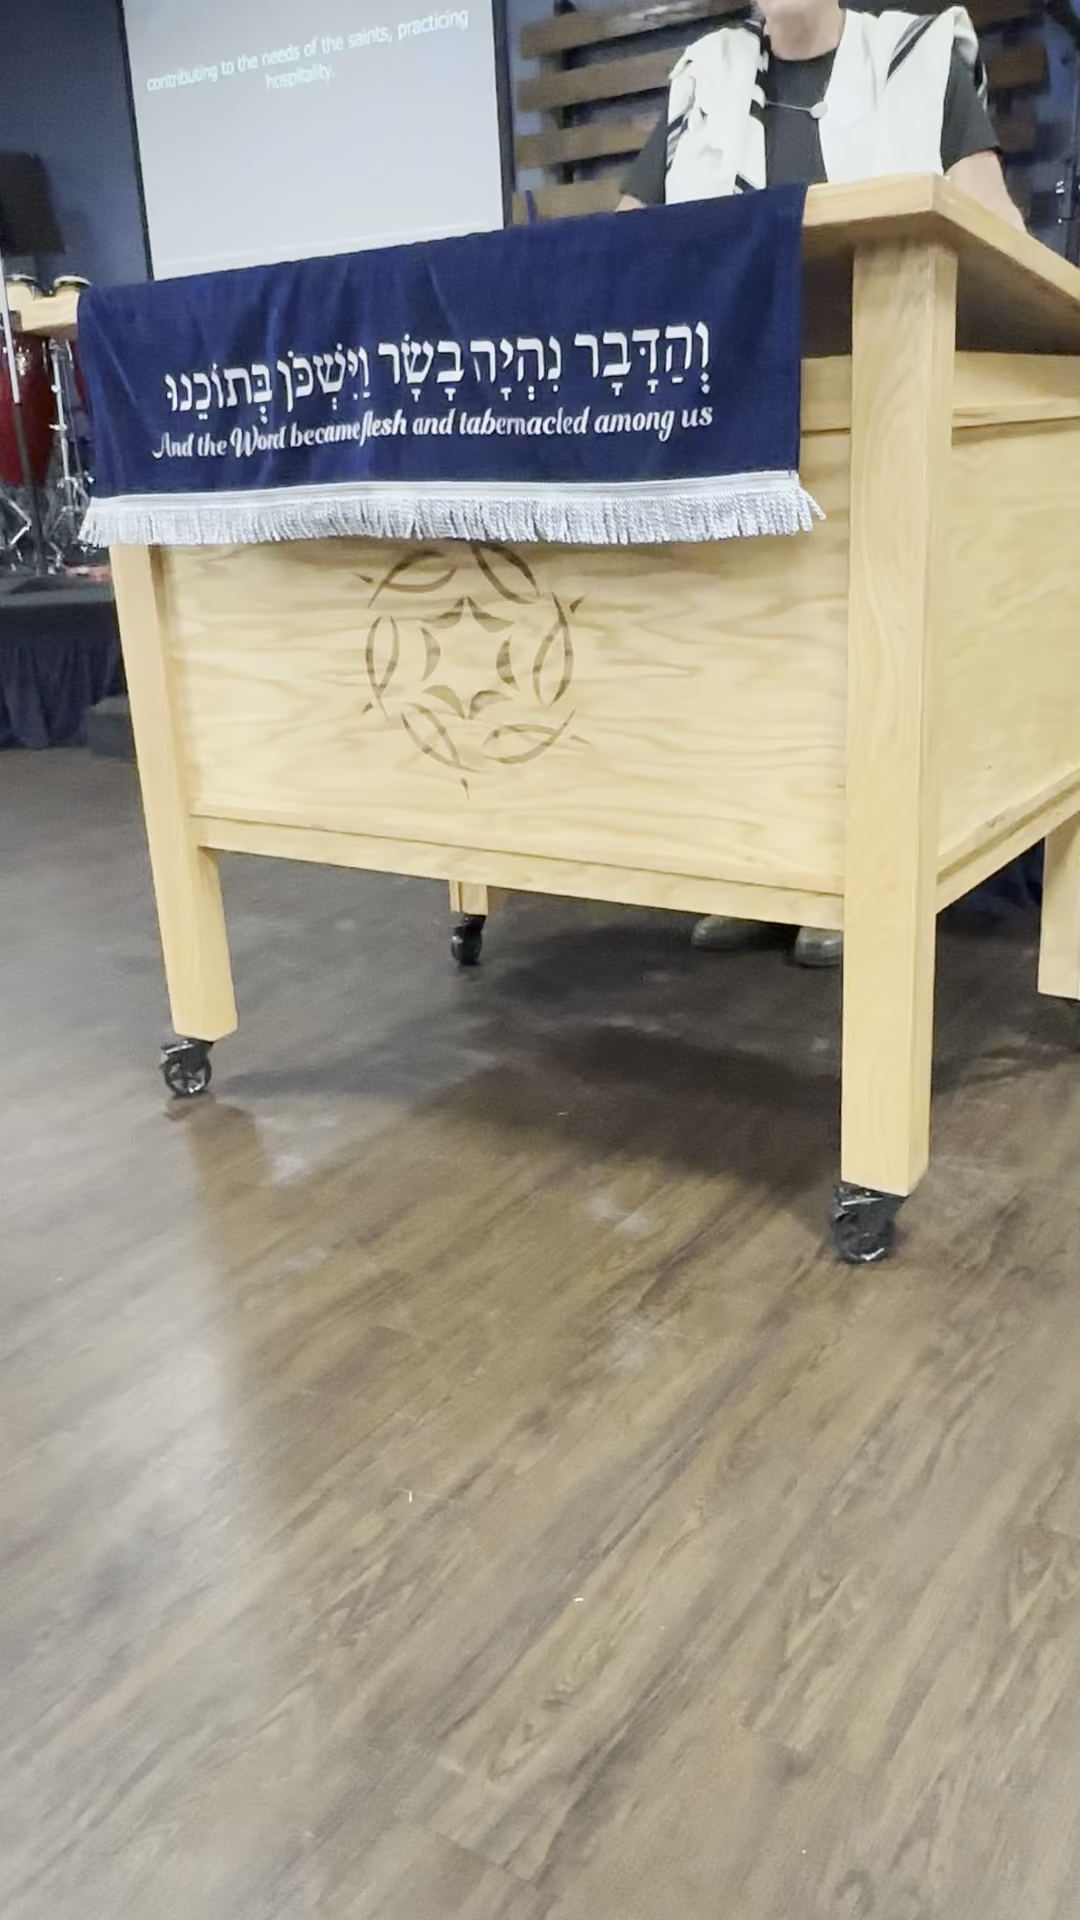 contributing to the needs of the saints, practicing
hospitality.
וְהַדָּבָר נִהְיָה בָשָׂר וַיִּשְׁכֹּן בְּתוֹכֵנוּ
And the Word became flesh and tabernacled among us